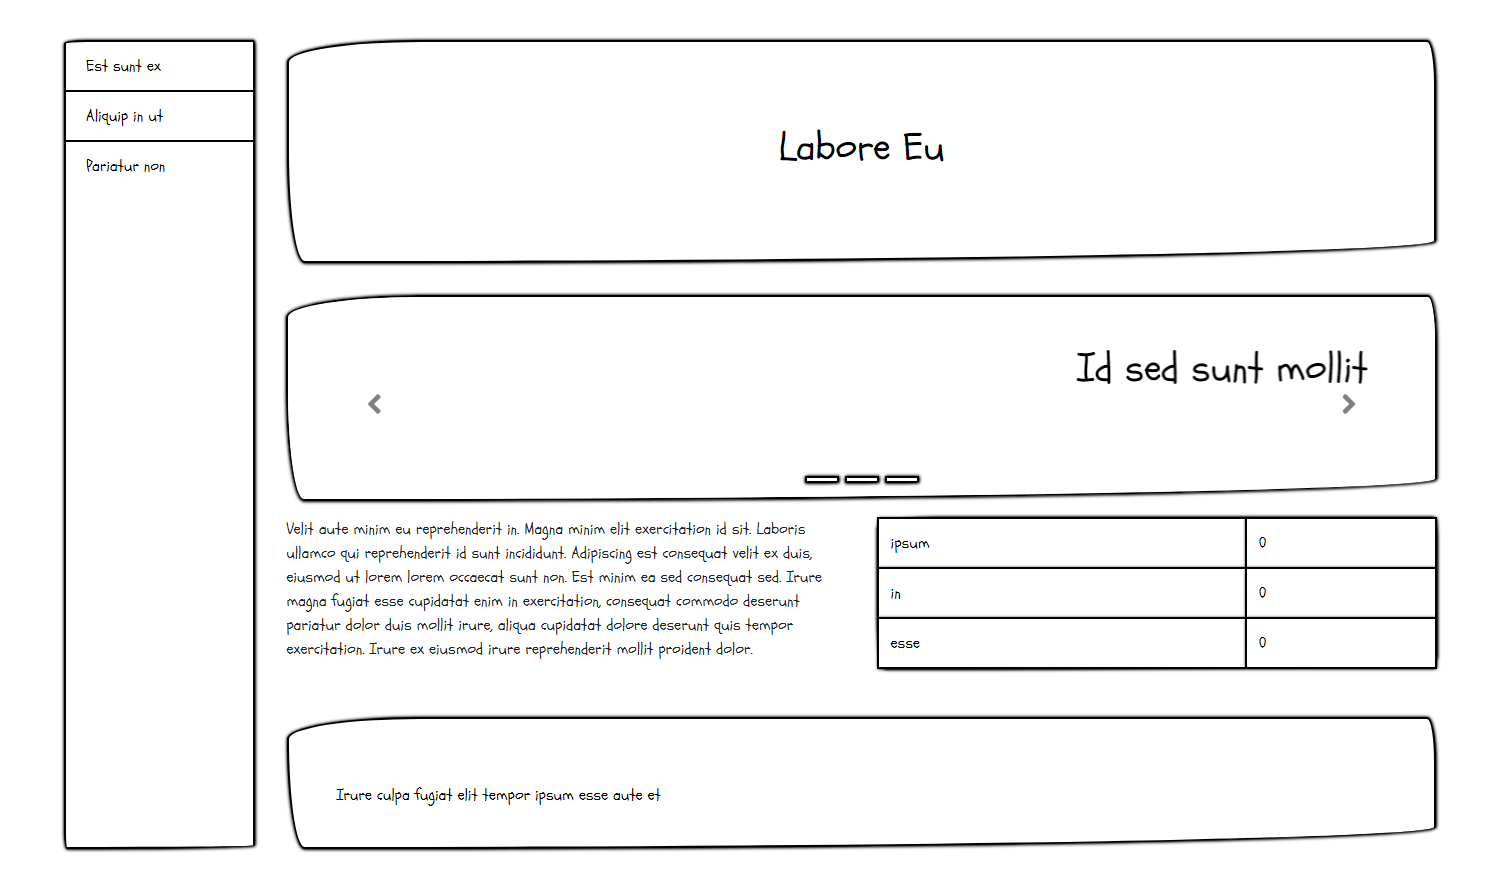 Est sunt ex
Aliquip in ut
Pariatur non
Labore Eu
Id sed sunt mollit
Velit aute minim eu reprehenderit in. Magna minim elit exercitation id sit. Laboris
ullamco qui reprehenderit id sunt incididunt. Adipiscing est consequat velit ex duis,
eiusmod ut lorem lorem occaecat sunt non. Est minim ea sed consequat sed. Irure
magna fugiat esse cupidatat enim in exercitation, consequat commodo deserunt
pariatur dolor duis mollit irure, aliqua cupidatat dolore deserunt quis tempor
exercitation. Irure ex eiusmod irure reprehenderit mollit proident dolor.
ipsum 0
in 0
esse 0
Irure culpa fugiat elit tempor ipsum esse aute et